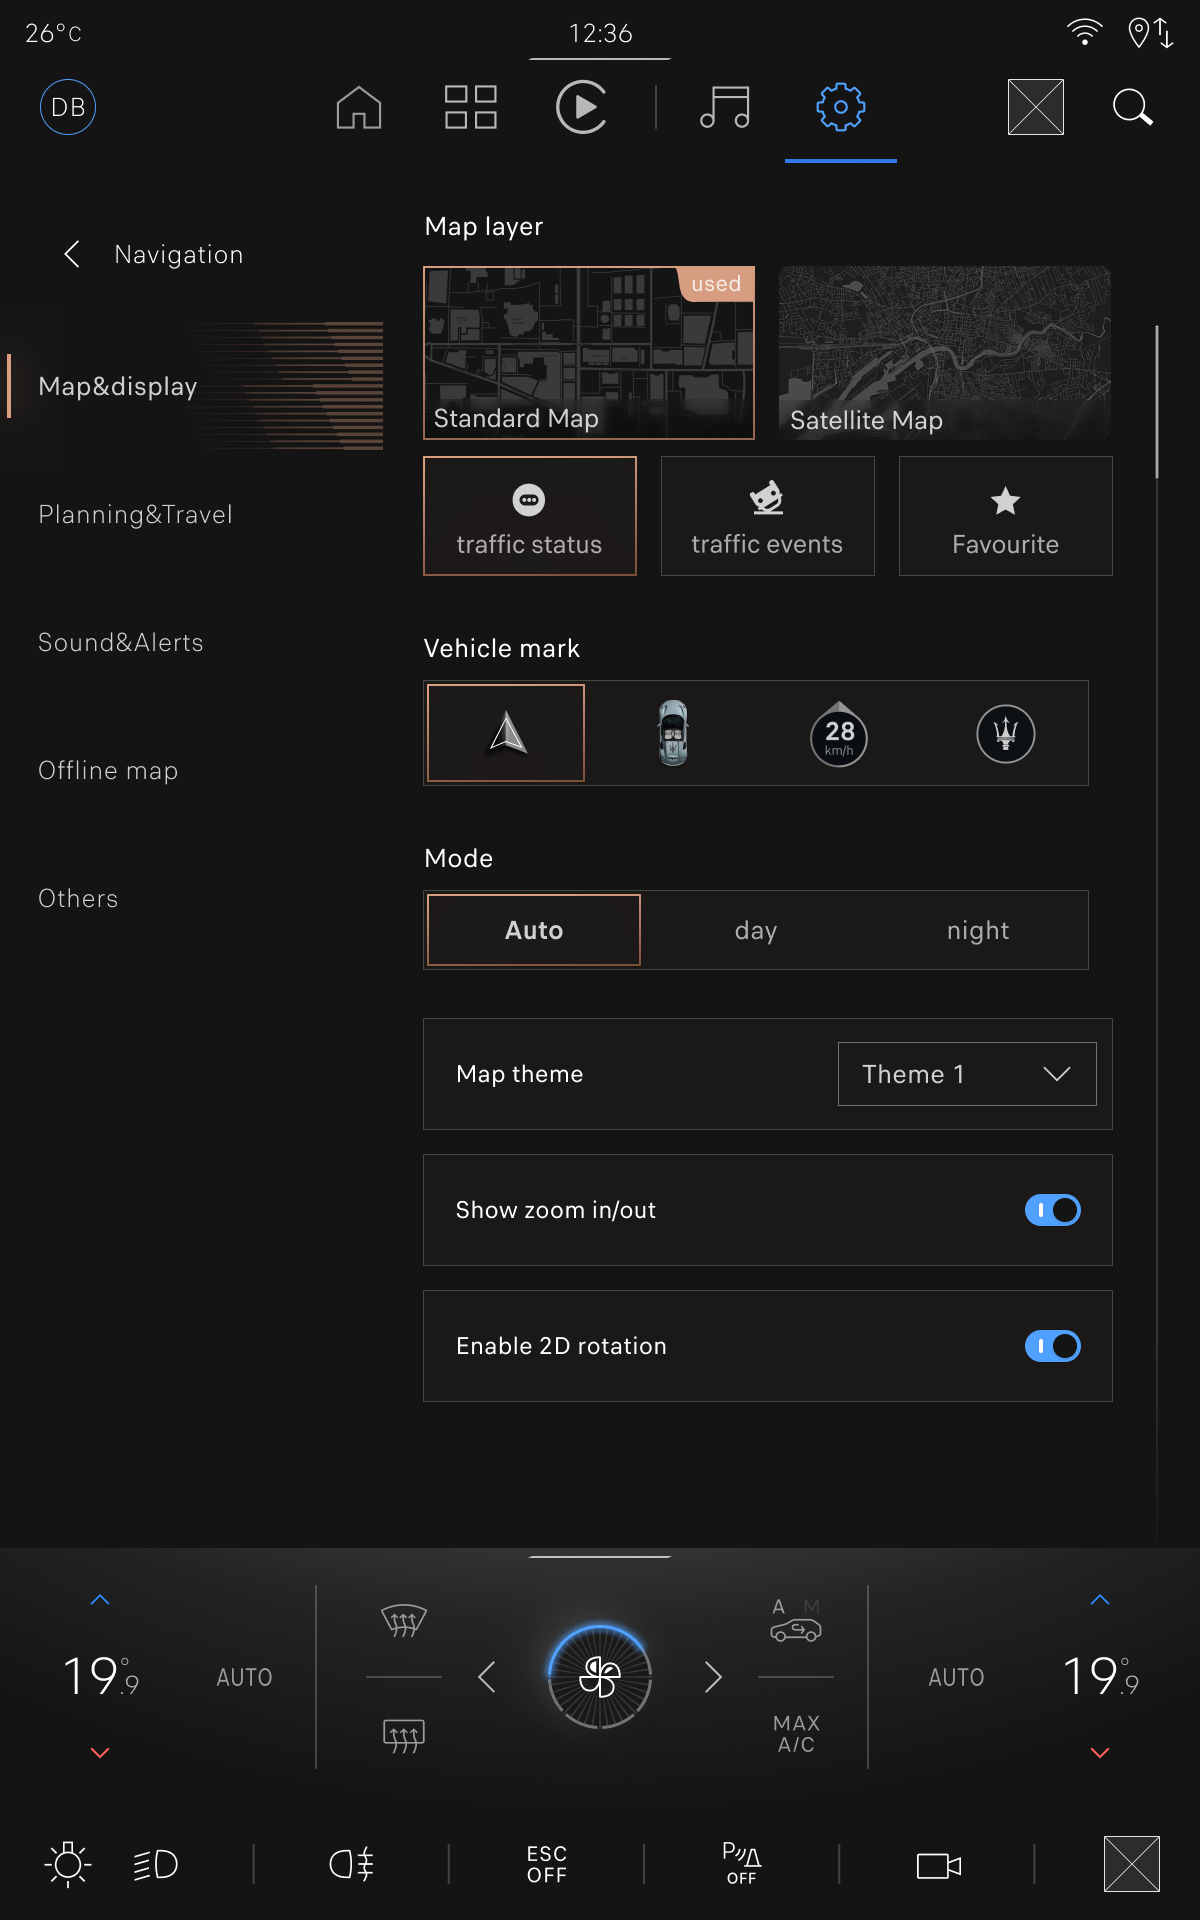 26°C
12:36
DB
Navigation
Map&display
Planning&Travel
Sound&Alerts
Offline map
Others
Map layer
used
Standard Map
Satellite Map
traffic status
traffic events
Favourite
Vehicle mark
28
km/h
Mode
Auto
day
night
Map theme
Theme 1
Show zoom in/out
Enable 2D rotation
19°.9
AUTO
A M
MAX
A/C
AUTO
19°.9
ESC
OFF
P
OFF